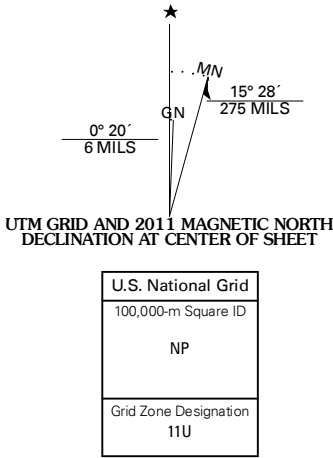 MN
GN
15° 28´
275 MILS
0° 20´
6 MILS
UTM GRID AND 2011 MAGNETIC NORTH
DECLINATION AT CENTER OF SHEET
U.S. National Grid
100,000-m Square ID
NP
Grid Zone Designation
11U